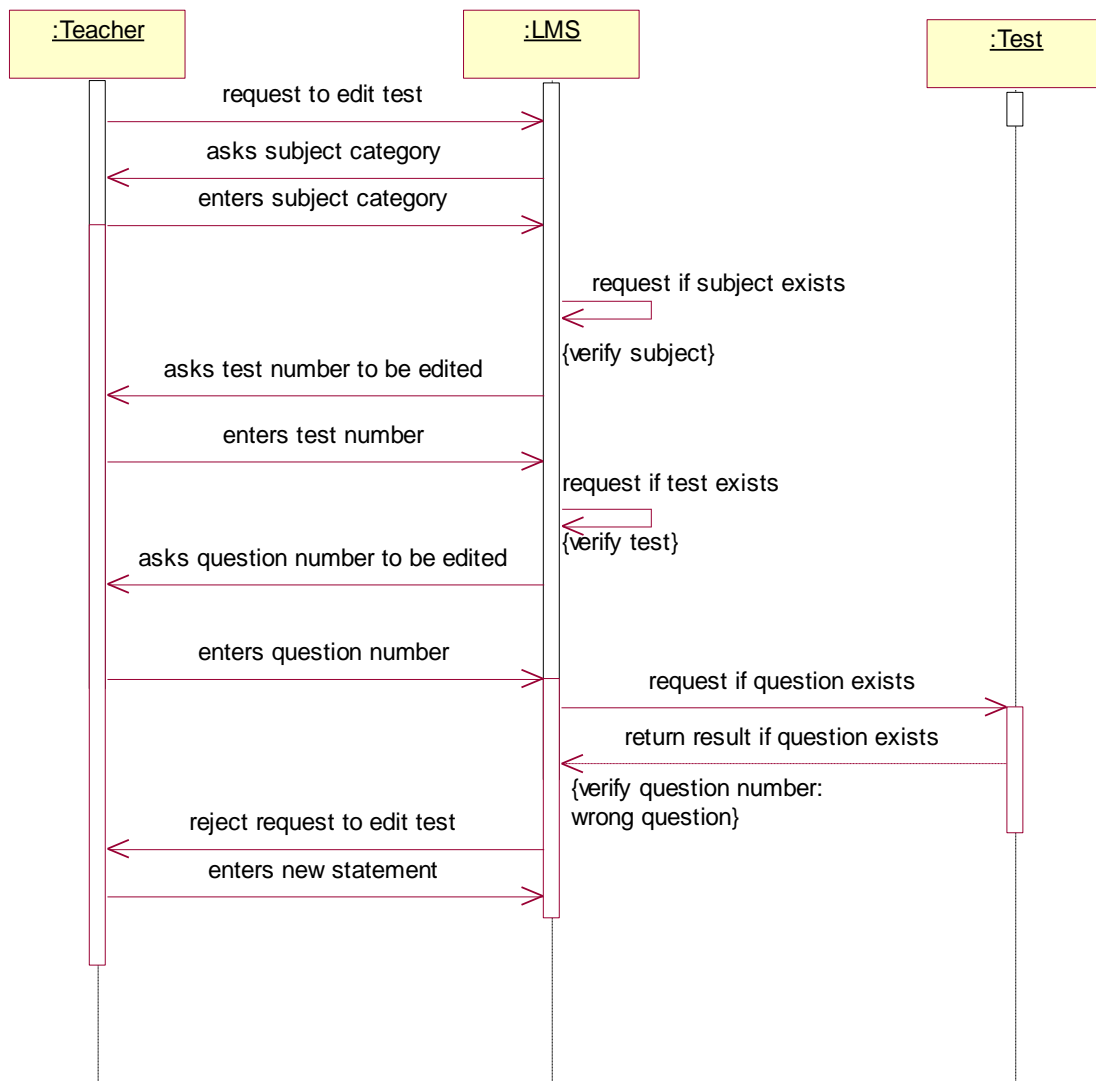 :Teacher
:LMS
:Test
request to edit test
asks subject category
enters subject category
request if subject exists
{verify subject}
asks test number to be edited
enters test number
request if test exists
{verify test}
asks question number to be edited
enters question number
request if question exists
return result if question exists
{verify question number:
wrong question}
reject request to edit test
enters new statement